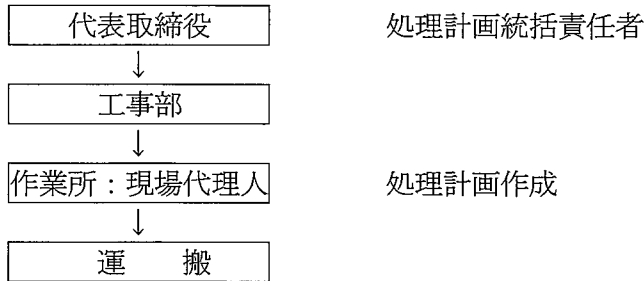 代表取締役 処理計画統括責任者
↓
工事部
↓
作業所：現場代理人 処理計画作成
↓
運　　搬